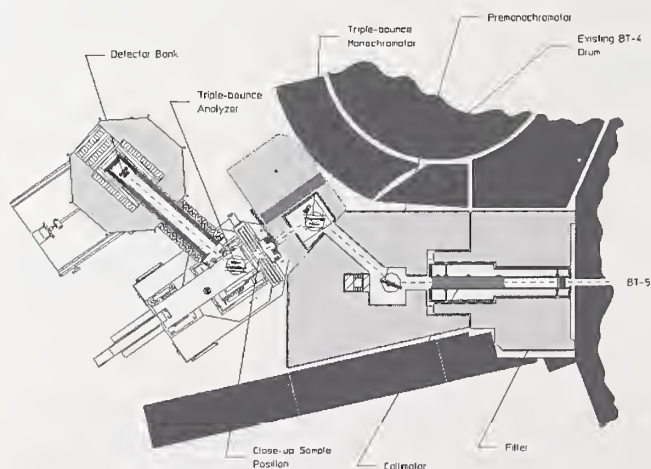 Premonochromator
Triple-bounce
Monochromator
Existing BT-4
Drum
Detector Bank
Triple-bounce
Analyzer
BT-5
Close-up Sample
Position
Collimator
Filter